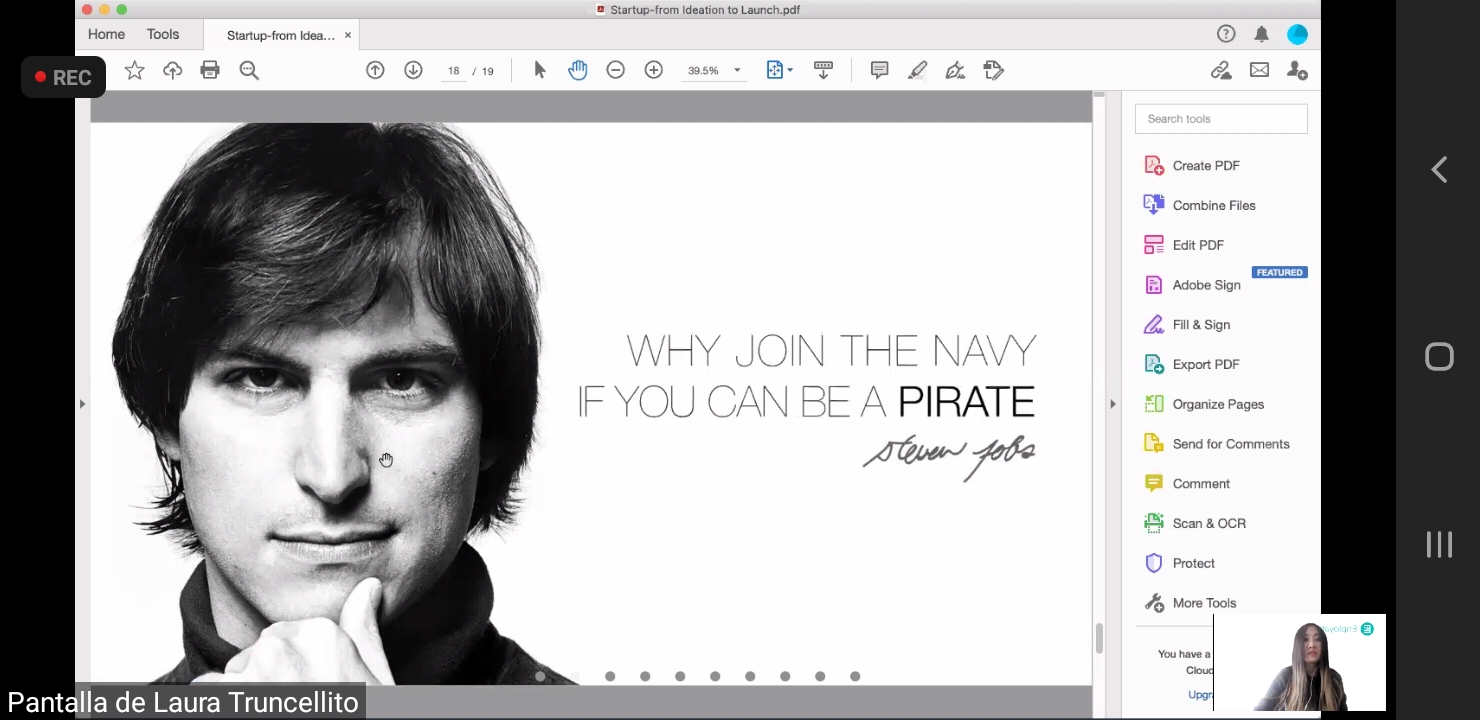 Startup-from Ideation to Launch.pdf
Home
Tools
Startup-from Idea...
REC
18 / 19
39.5%
Search tools
Create PDF
Combine Files
Edit PDF
FEATURED
Adobe Sign
Fill & Sign
Export PDF
Organize Pages
Send for Comments
Comment
Scan & OCR
Protect
More Tools
You have a
Cloud
Upgr
WHY JOIN THE NAVY
IF YOU CAN BE A PIRATE
steven jobs
Pantalla de Laura Truncellito